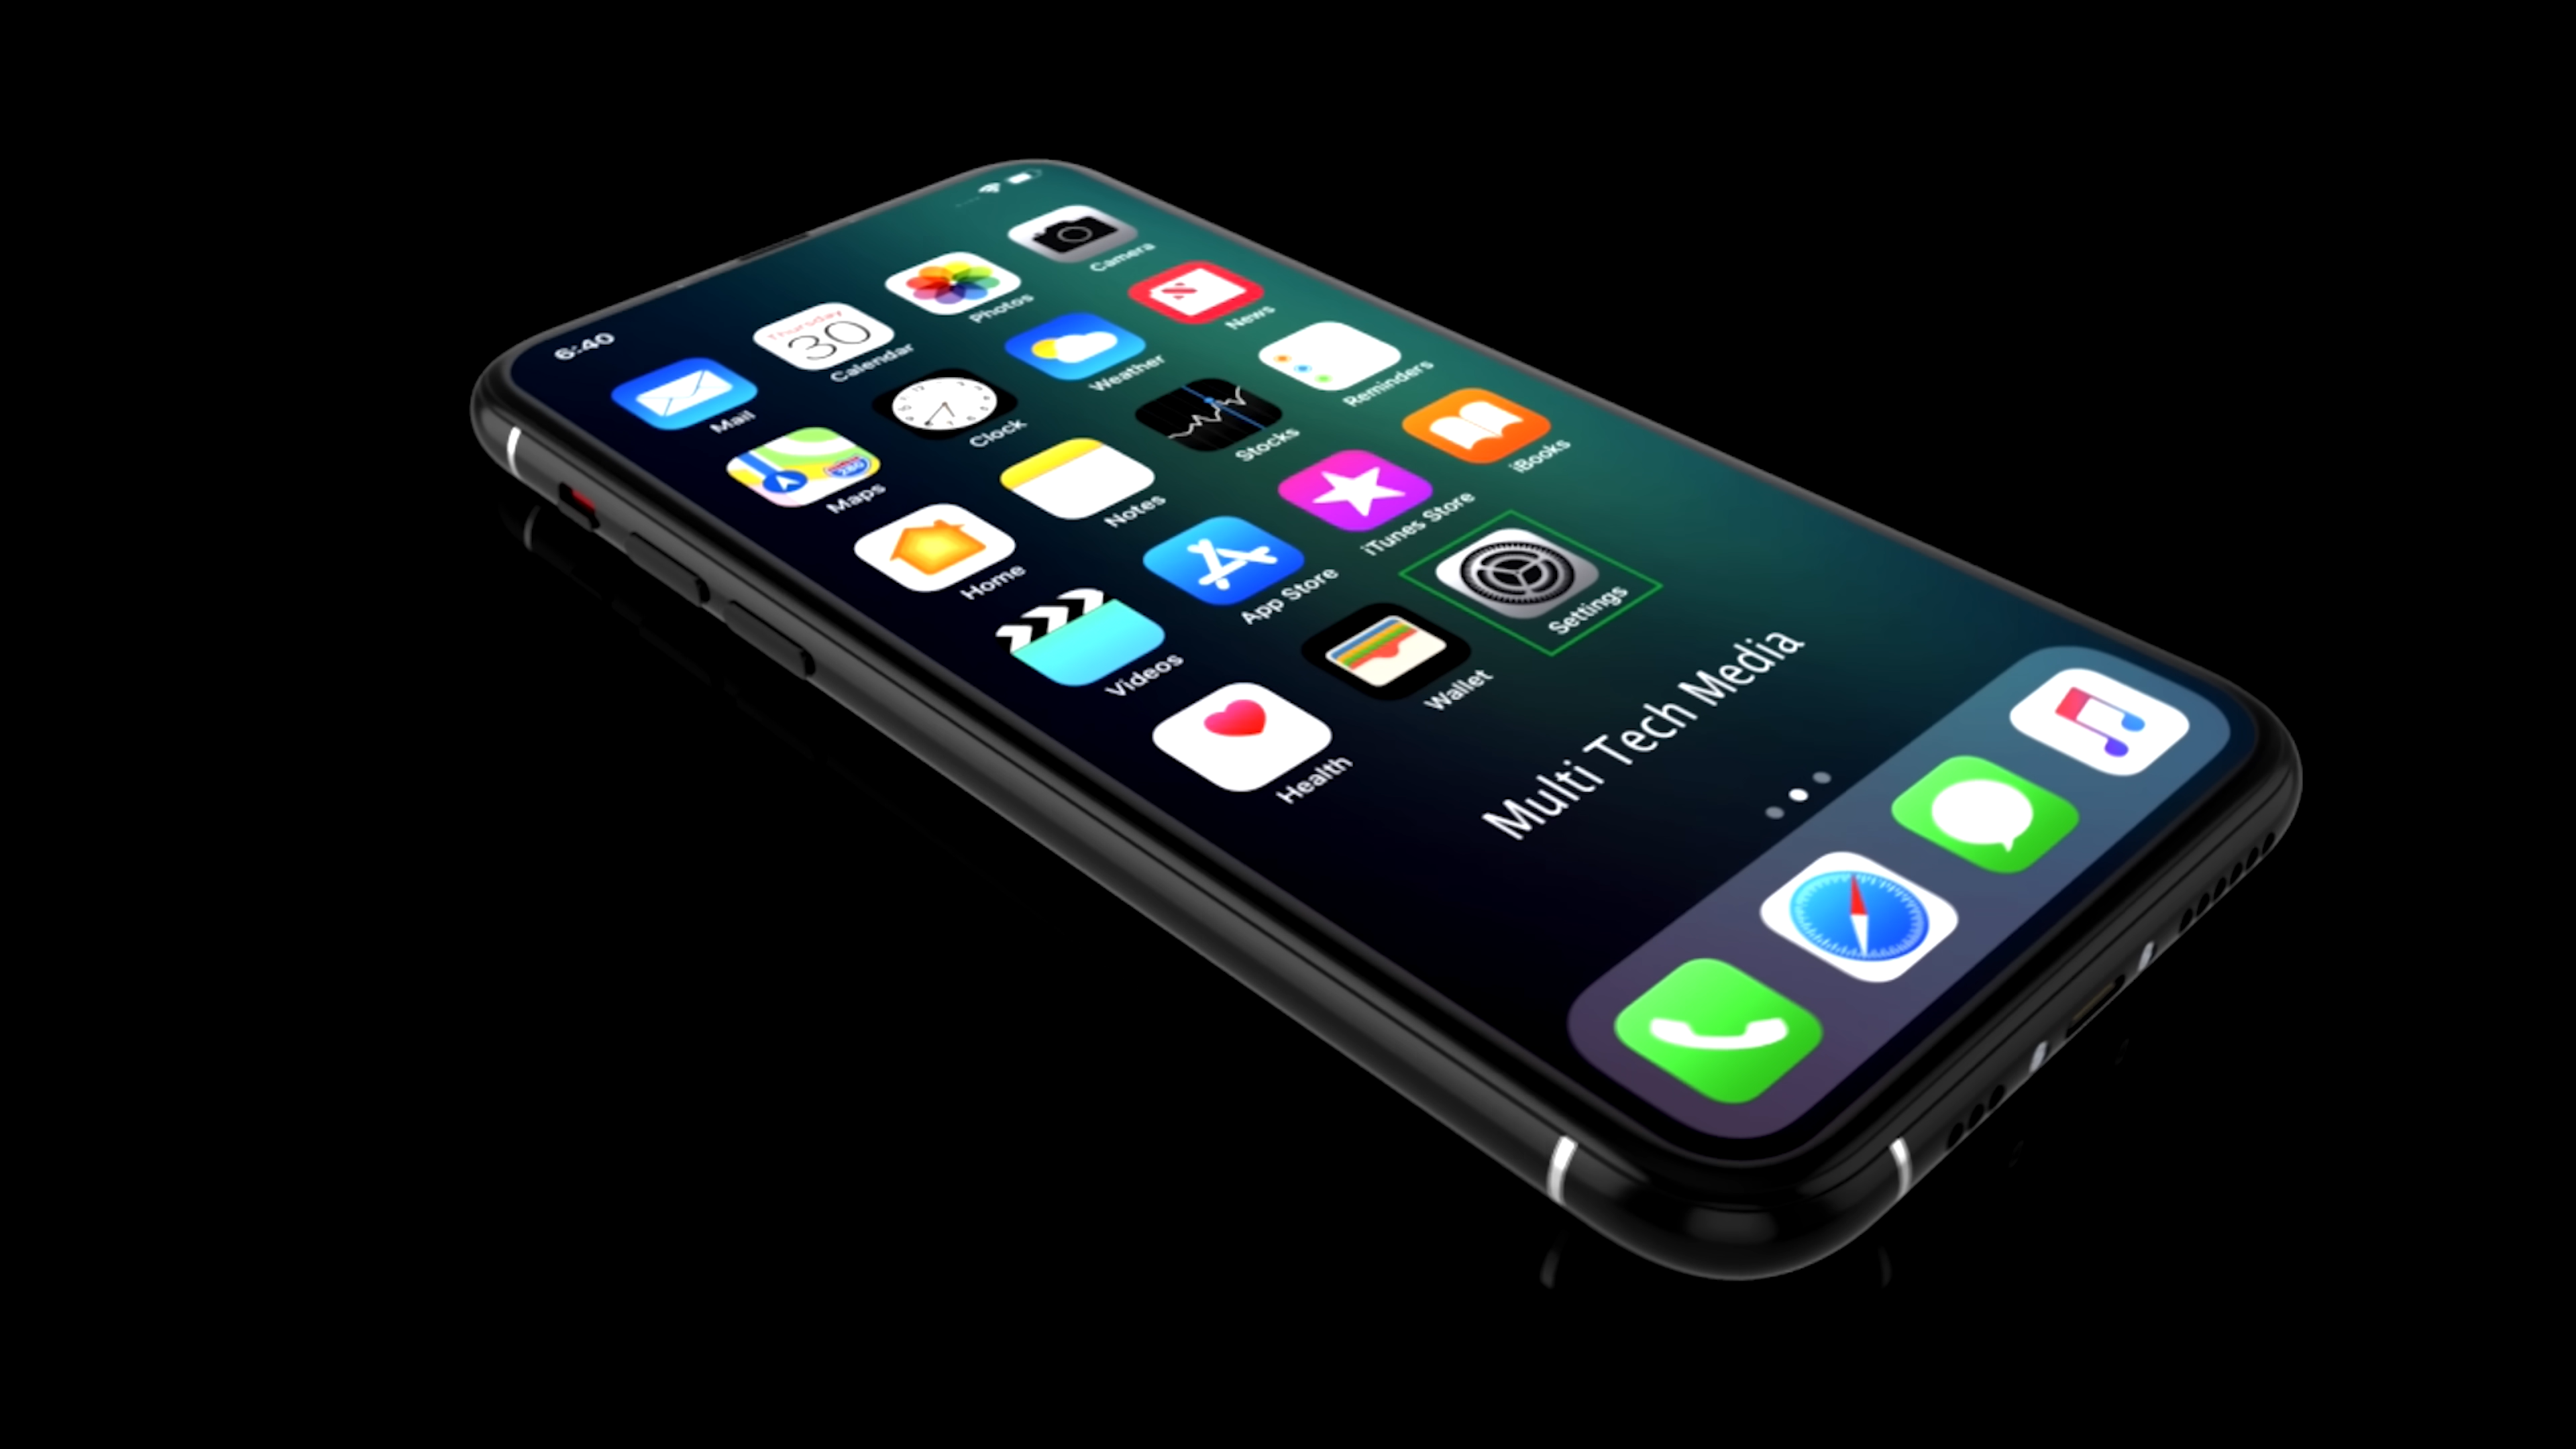 6:40
Mail
Thursday
30
Calendar
Photos
Camera
280
Maps
Clock
Weather
News
Home
Notes
Stocks
Reminders
Videos
App Store
iTunes Store
iBooks
Health
Wallet
Settings
Multi Tech Media